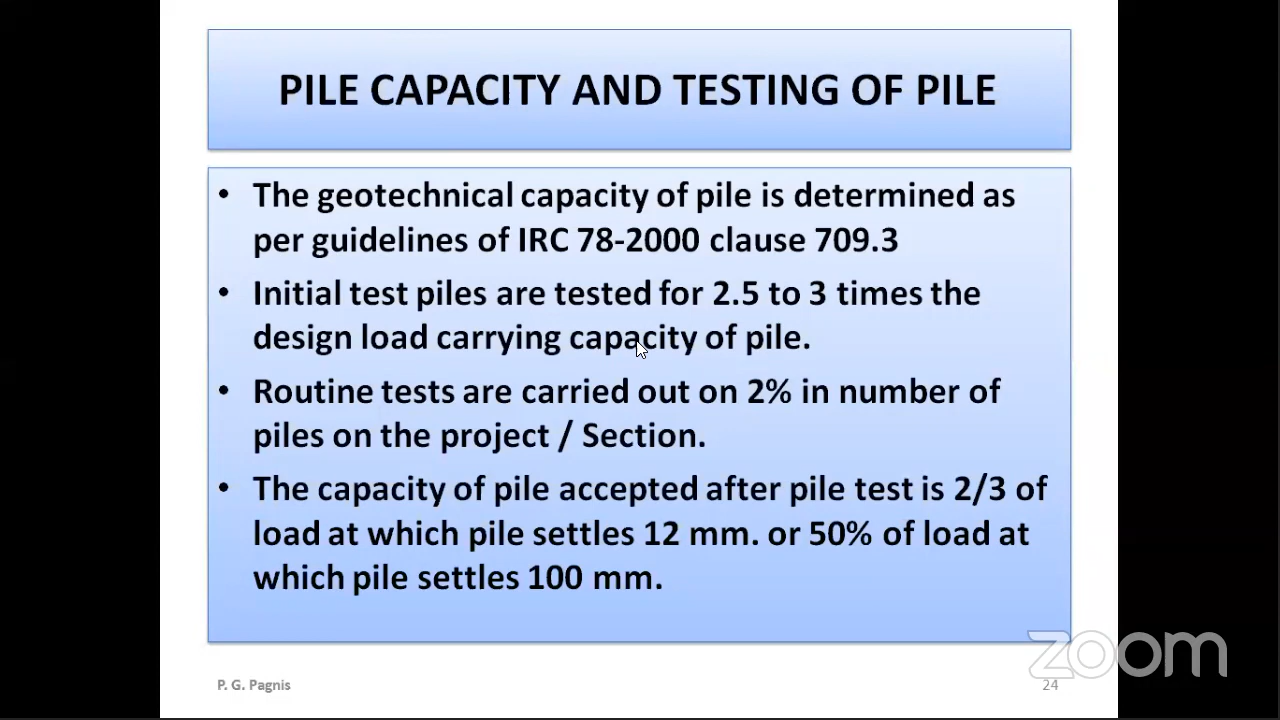 PILE CAPACITY AND TESTING OF PILE
• The geotechnical capacity of pile is determined as
per guidelines of IRC 78-2000 clause 709.3
• Initial test piles are tested for 2.5 to 3 times the
design load carrying capacity of pile.
• Routine tests are carried out on 2% in number of
piles on the project / Section.
• The capacity of pile accepted after pile test is 2/3 of
load at which pile settles 12 mm. or 50% of load at
which pile settles 100 mm.
zoom
P. G. Pagnis
24